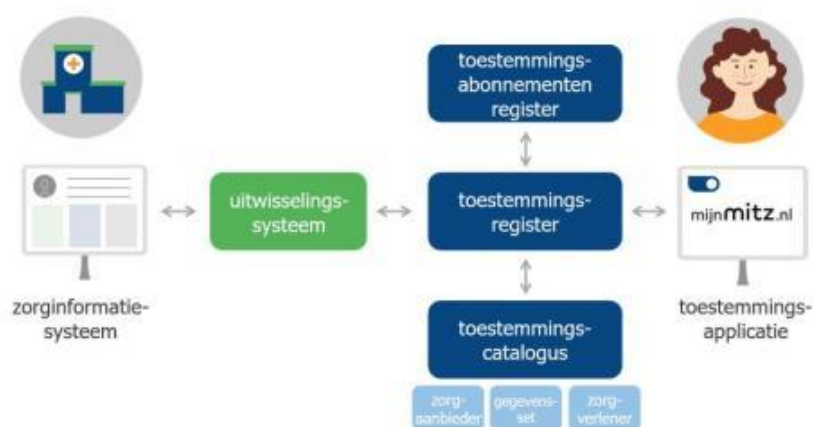 toestemmings-
abonnementen
register
uitwisselings-
systeem
toestemmings-
register
mijnmitz.nl
zorginformatie-
systeem
toestemmings-
catalogus
toestemmings-
applicatie
zorg-
aanbieder
gegevens-
set
zorg-
verlener